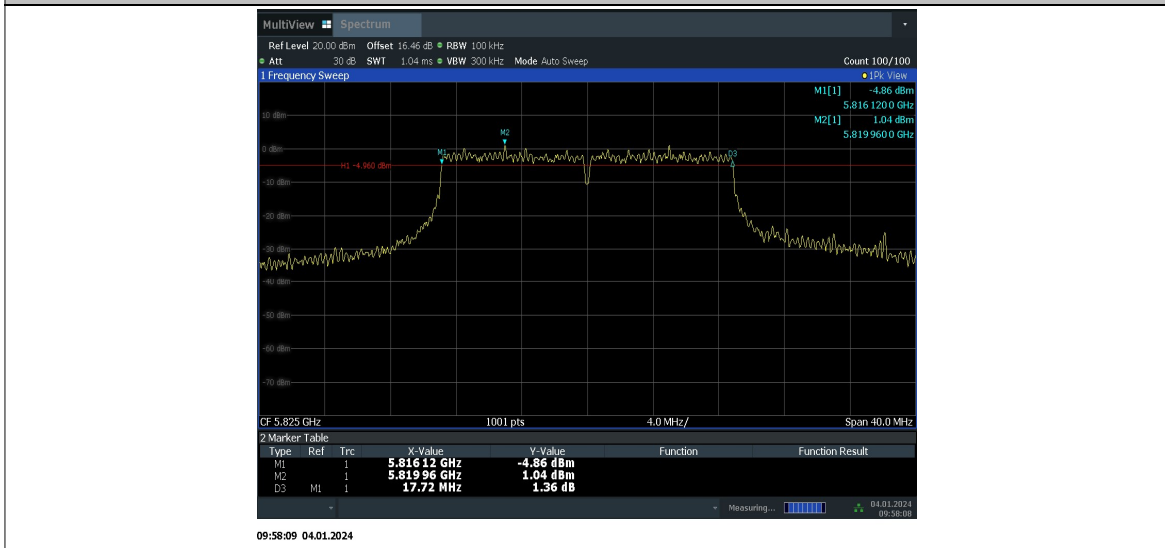 MultiView Spectrum
Ref Level 20.00 dBm Offset 16.46 dB RBW 100 kHz
Att 30 dB SWT 1.04 ms VBW 300 kHz Mode Auto Sweep Count 100/100
1 Frequency Sweep 1Pk View
M1[1] -4.86 dBm
5.816 120 0 GHz
M2[1] 1.04 dBm
5.819 960 0 GHz
10 dBm
M2
0 dBm
M1 D3
H1 -4.960 dBm
-10 dBm
-20 dBm
-30 dBm
-40 dBm
-50 dBm
-60 dBm
-70 dBm
CF 5.825 GHz 1001 pts 4.0 MHz/ Span 40.0 MHz
2 Marker Table
Type Ref Trc X-Value Y-Value Function Function Result
M1 1 5.816 12 GHz -4.86 dBm
M2 1 5.819 96 GHz 1.04 dBm
D3 M1 1 17.72 MHz 1.36 dB
Measuring... 04.01.2024
09:58:08
09:58:09 04.01.2024